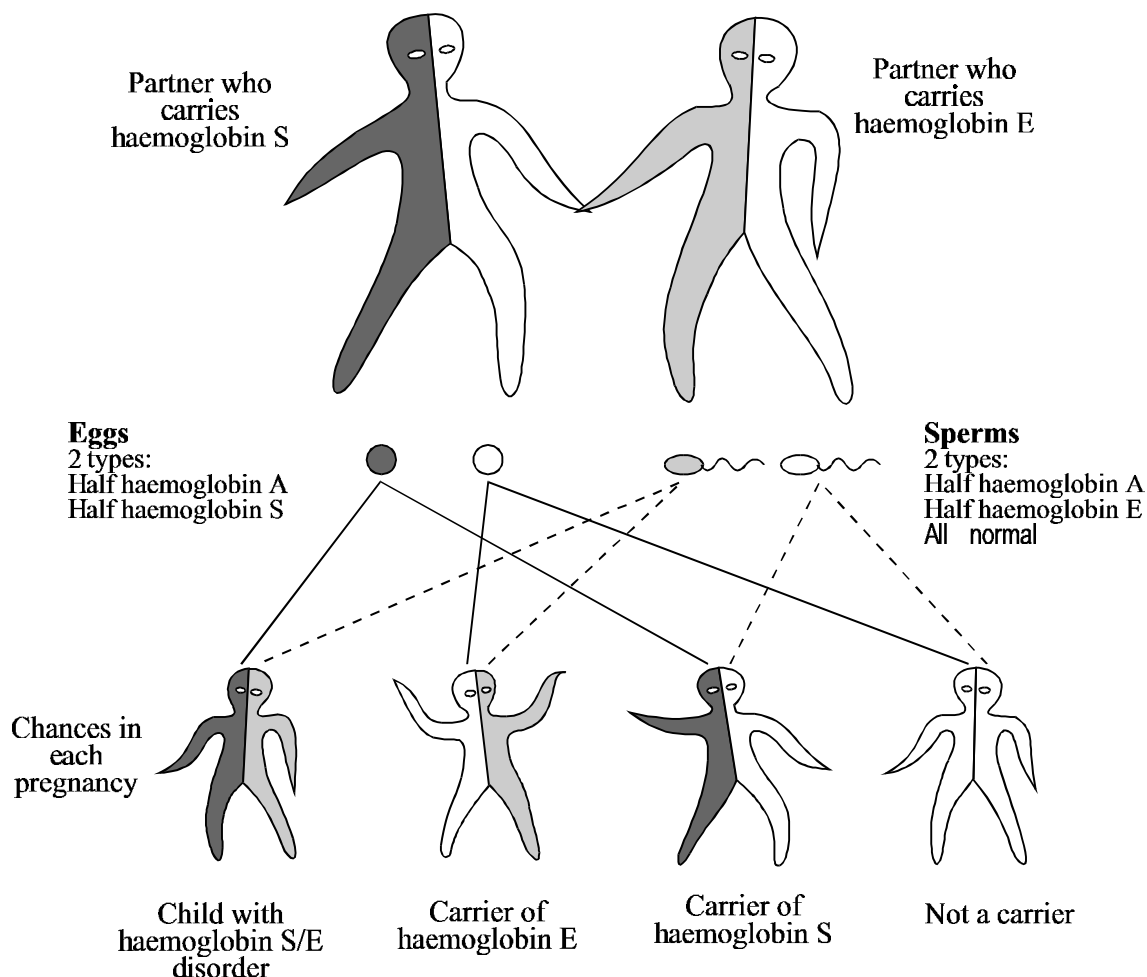 Partner who
carries
haemoglobin S
Partner who
carries
haemoglobin E
Eggs
2 types:
Half haemoglobin A
Half haemoglobin S
Sperms
2 types:
Half haemoglobin A
Half haemoglobin E
All normal
Chances in
each
pregnancy
Child with
haemoglobin S/E
disorder
Carrier of
haemoglobin E
Carrier of
haemoglobin S
Not a carrier